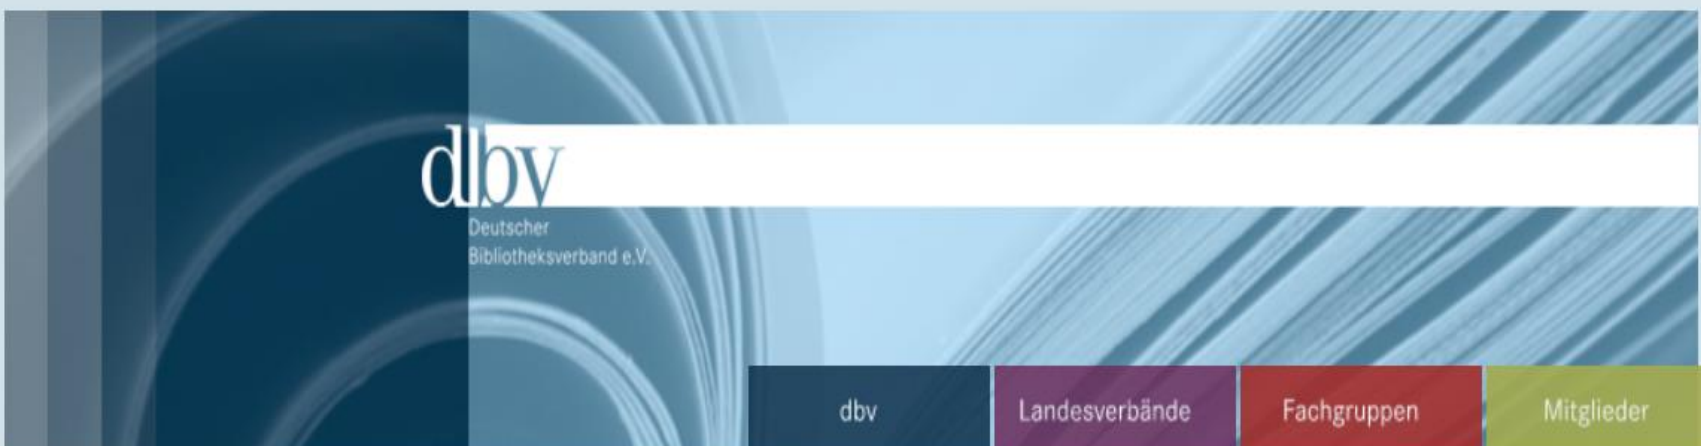 dbv
Deutscher
Bibliotheksverband e.V.
dbv
Landesverbände
Fachgruppen
Mitglieder